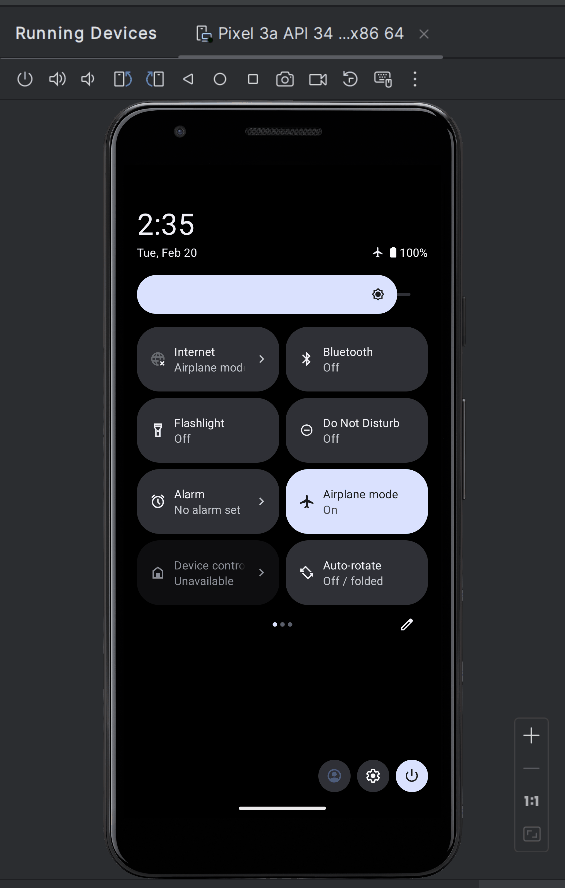 Running Devices
Pixel 3a API 34 ...x86 64
2:35
Tue, Feb 20
100%
Internet
Airplane mod
Bluetooth
Off
Flashlight
Off
Do Not Disturb
Off
Alarm
No alarm set
Airplane mode
On
Device contro
Unavailable
Auto-rotate
Off / folded
1:1